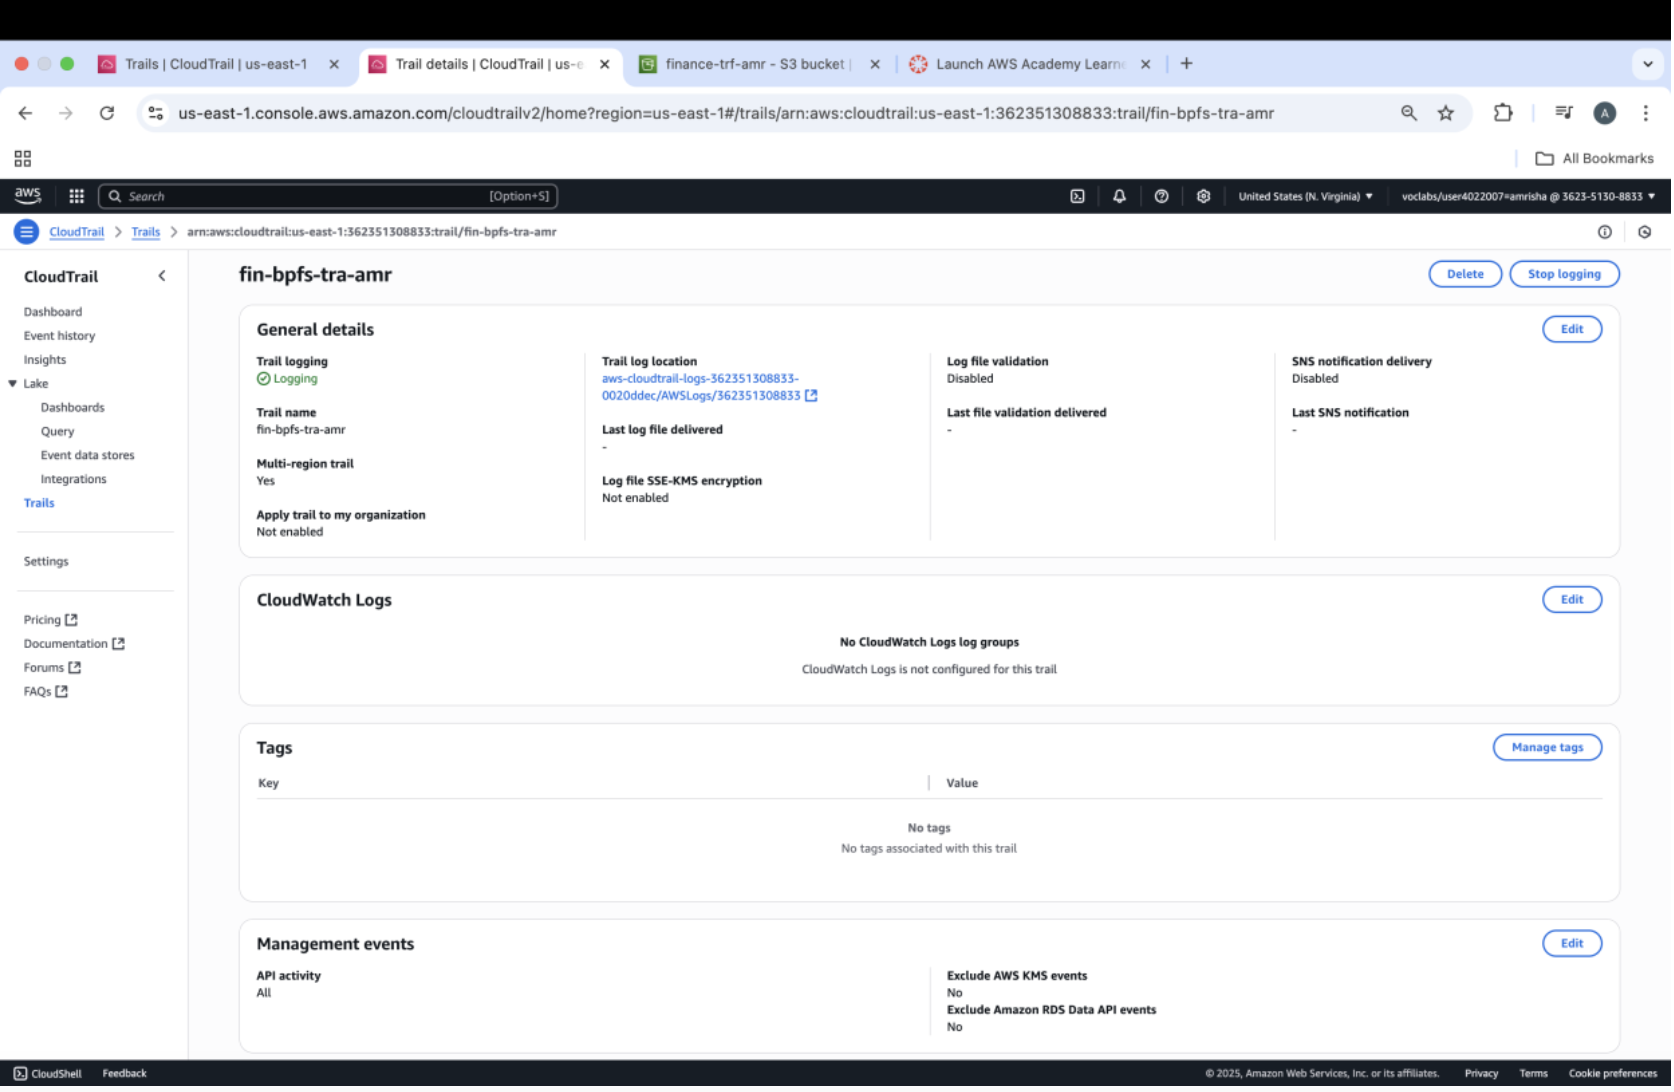 Trails | CloudTrail | us-east-1
Trail details | CloudTrail | us-e
finance-trf-amr - S3 bucket |
Launch AWS Academy Learne
us-east-1.console.aws.amazon.com/cloudtrailv2/home?region=us-east-1#/trails/arn:aws:cloudtrail:us-east-1:362351308833:trail/fin-bpfs-tra-amr
A
All Bookmarks
aws
Search
[Option+S]
United States (N. Virginia)
voclabs/user4022007=amrisha @ 3623-5130-8833
CloudTrail > Trails > arn:aws:cloudtrail:us-east-1:362351308833:trail/fin-bpfs-tra-amr
CloudTrail
Dashboard
Event history
Insights
Lake
Dashboards
Query
Event data stores
Integrations
Trails
Settings
Pricing
Documentation
Forums
FAQs
fin-bpfs-tra-amr
Delete
Stop logging
General details
Edit
Trail logging
Logging
Trail name
fin-bpfs-tra-amr
Multi-region trail
Yes
Apply trail to my organization
Not enabled
Trail log location
aws-cloudtrail-logs-362351308833-
0020ddec/AWSLogs/362351308833
Last log file delivered
-
Log file SSE-KMS encryption
Not enabled
Log file validation
Disabled
Last file validation delivered
-
SNS notification delivery
Disabled
Last SNS notification
-
CloudWatch Logs
Edit
No CloudWatch Logs log groups
CloudWatch Logs is not configured for this trail
Tags
Manage tags
Key
Value
No tags
No tags associated with this trail
Management events
Edit
API activity
All
Exclude AWS KMS events
No
Exclude Amazon RDS Data API events
No
CloudShell
Feedback
© 2025, Amazon Web Services, Inc. or its affiliates.
Privacy
Terms
Cookie preferences